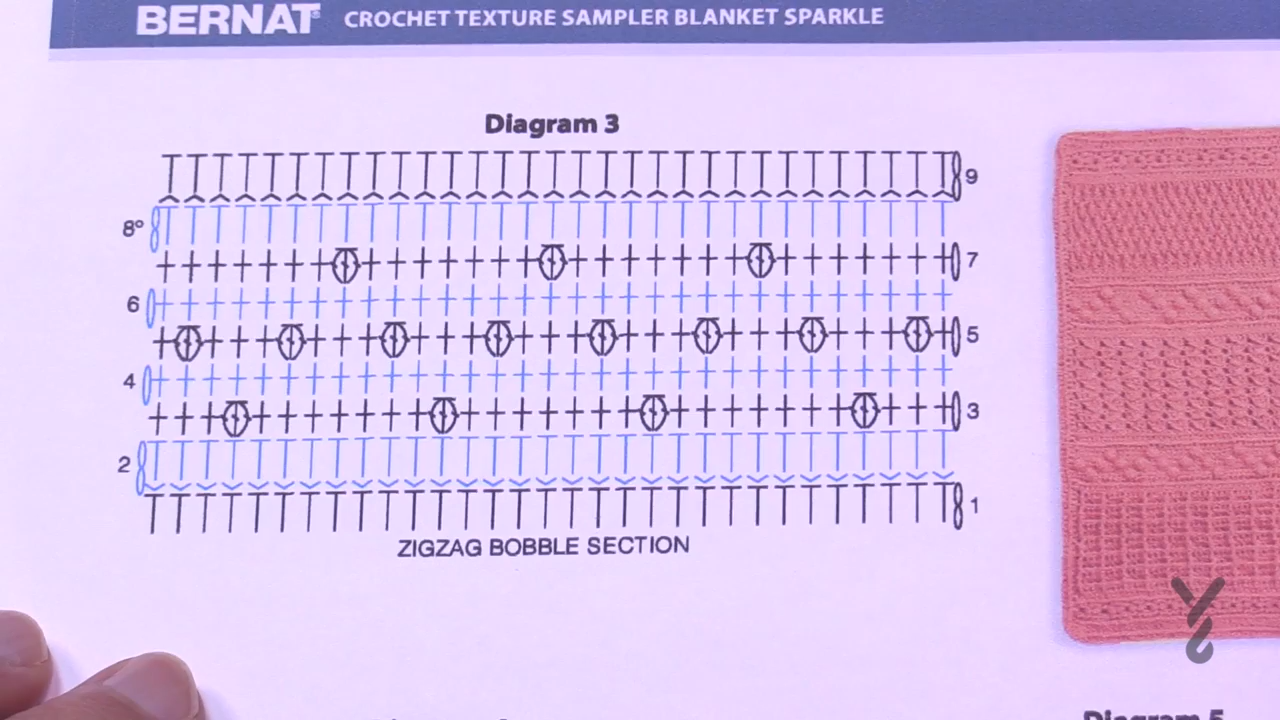 BERNAT® CROCHET TEXTURE SAMPLER BLANKET SPARKLE
Diagram 3
9
8°
7
6
5
4
3
2
1
ZIGZAG BOBBLE SECTION
Diagram 5